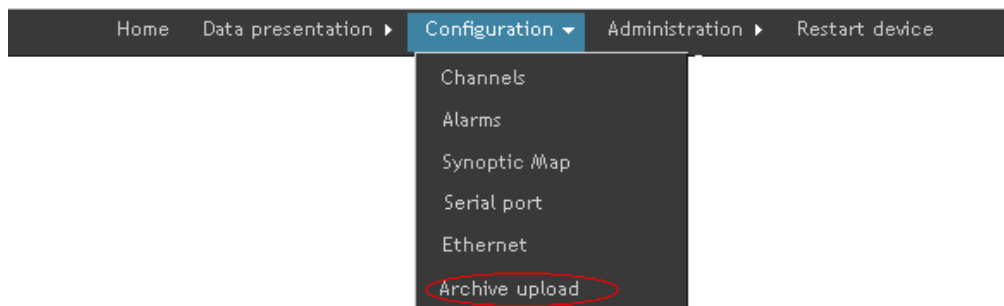 Home Data presentation Configuration Administration Restart device
Channels
Alarms
Synoptic Map
Serial port
Ethernet
Archive upload